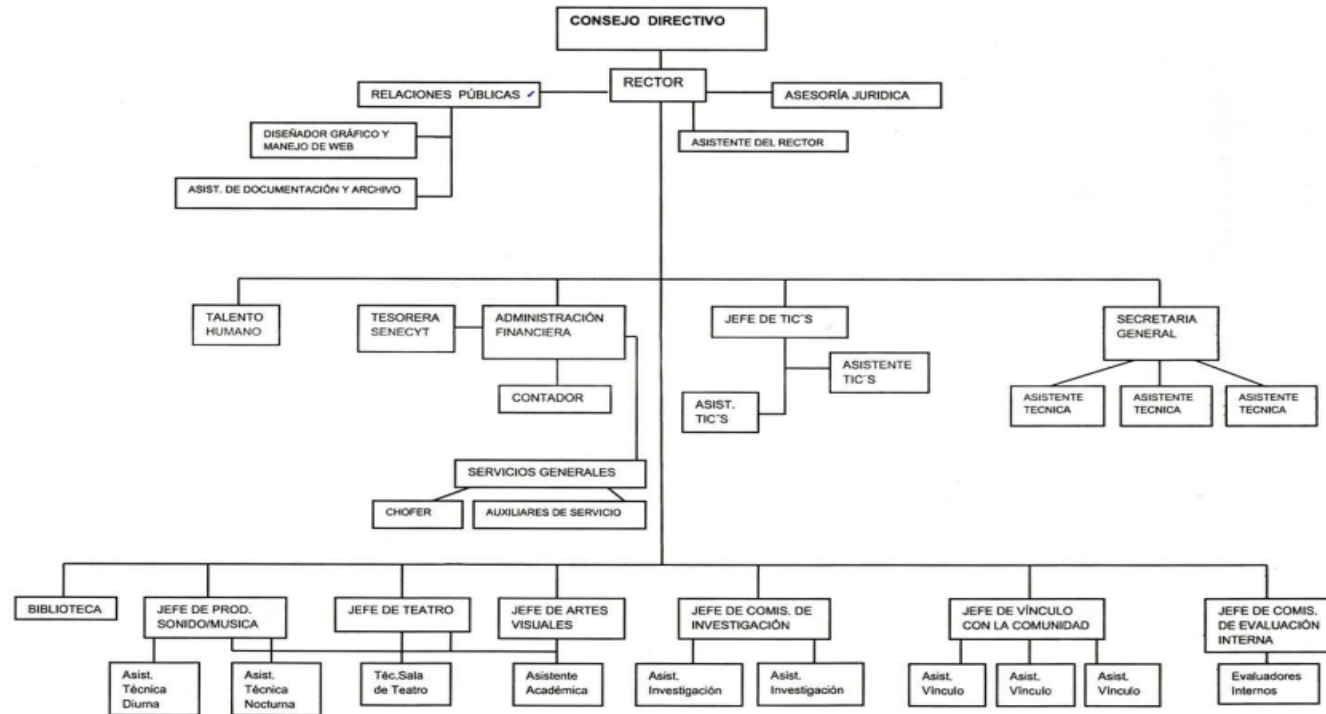 CONSEJO DIRECTIVO
RECTOR
RELACIONES PÚBLICAS
ASESORÍA JURIDICA
DISEÑADOR GRÁFICO Y
MANEJO DE WEB
ASISTENTE DEL RECTOR
ASIST. DE DOCUMENTACIÓN Y ARCHIVO
TALENTO
HUMANO
TESORERA
SENECYT
ADMINISTRACIÓN
FINANCIERA
JEFE DE TIC¨S
SECRETARIA
GENERAL
CONTADOR
ASISTENTE
TIC¨S
ASIST.
TIC¨S
ASISTENTE
TECNICA
ASISTENTE
TECNICA
ASISTENTE
TECNICA
SERVICIOS GENERALES
CHOFER
AUXILIARES DE SERVICIO
BIBLIOTECA
JEFE DE PROD.
SONIDO/MUSICA
JEFE DE TEATRO
JEFE DE ARTES
VISUALES
JEFE DE COMIS. DE
INVESTIGACIÓN
JEFE DE VÍNCULO
CON LA COMUNIDAD
JEFE DE COMIS.
DE EVALUACIÓN
INTERNA
Asist.
Técnica
Diurna
Asist.
Técnica
Nocturna
Téc.Sala
de Teatro
Asistente
Académica
Asist.
Investigación
Asist.
Investigación
Asist.
Vínculo
Asist.
Vínculo
Asist.
Vínculo
Evaluadores
Internos